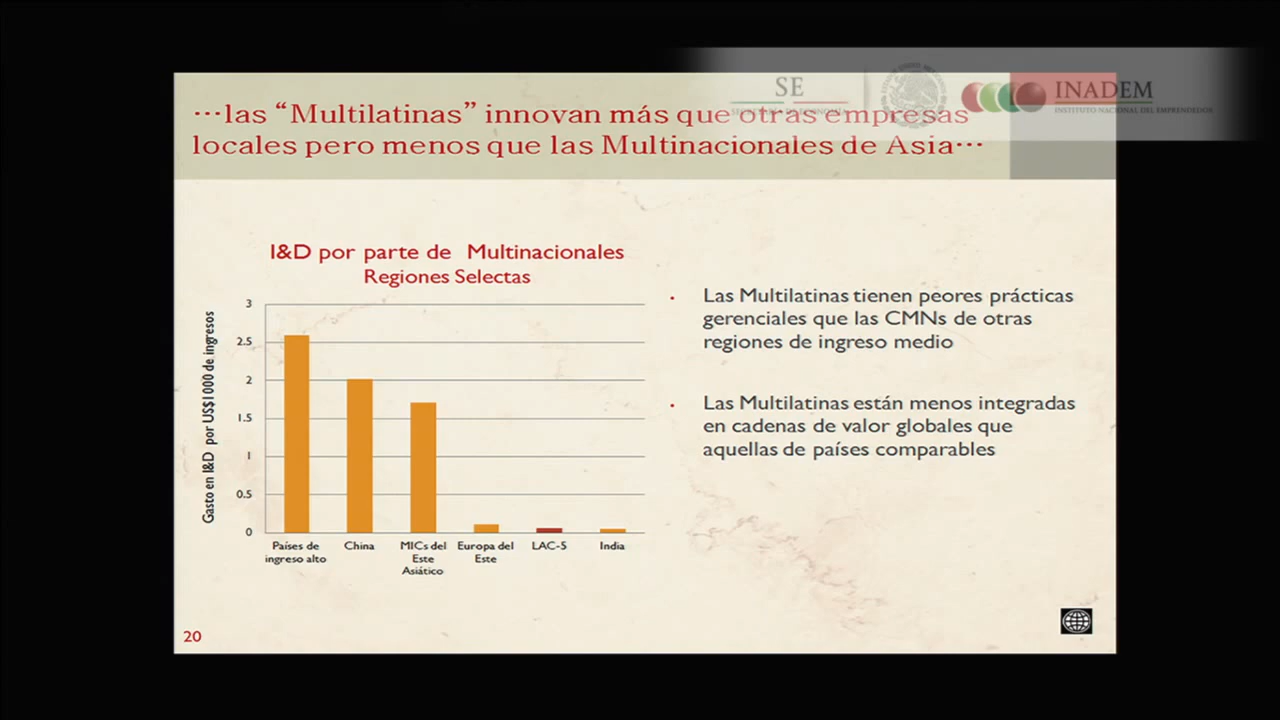 SE
SECRETARÍA DE ECONOMÍA
INADEM
INSTITUTO NACIONAL DEL EMPRENDEDOR
…las “Multilatinas” innovan más que otras empresas
locales pero menos que las Multinacionales de Asia…
I&D por parte de Multinacionales
Regiones Selectas
Gasto en I&D por US$1000 de ingresos
3
2.5
2
1.5
1
0.5
0
Países de
ingreso alto
China
MICs del
Este
Asiático
Europa del
Este
LAC-5
India
• Las Multilatinas tienen peores prácticas
gerenciales que las CMNs de otras
regiones de ingreso medio
• Las Multilatinas están menos integradas
en cadenas de valor globales que
aquellas de países comparables
20